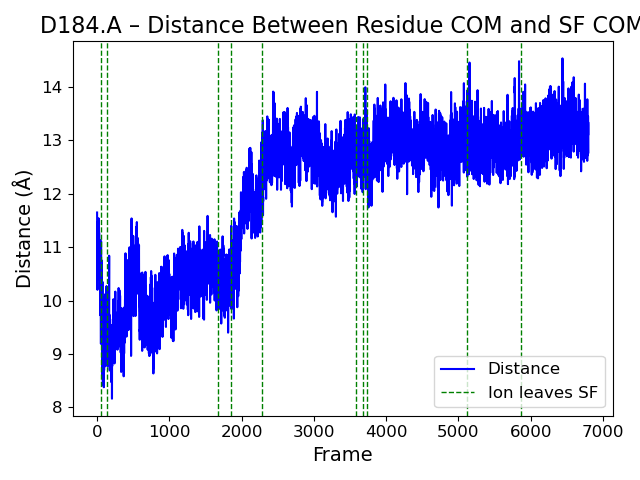 D184.A – Distance Between Residue COM and SF COM
14
13
12
11
10
9
8
Distance (Å)
Distance
Ion leaves SF
0 1000 2000 3000 4000 5000 6000 7000
Frame